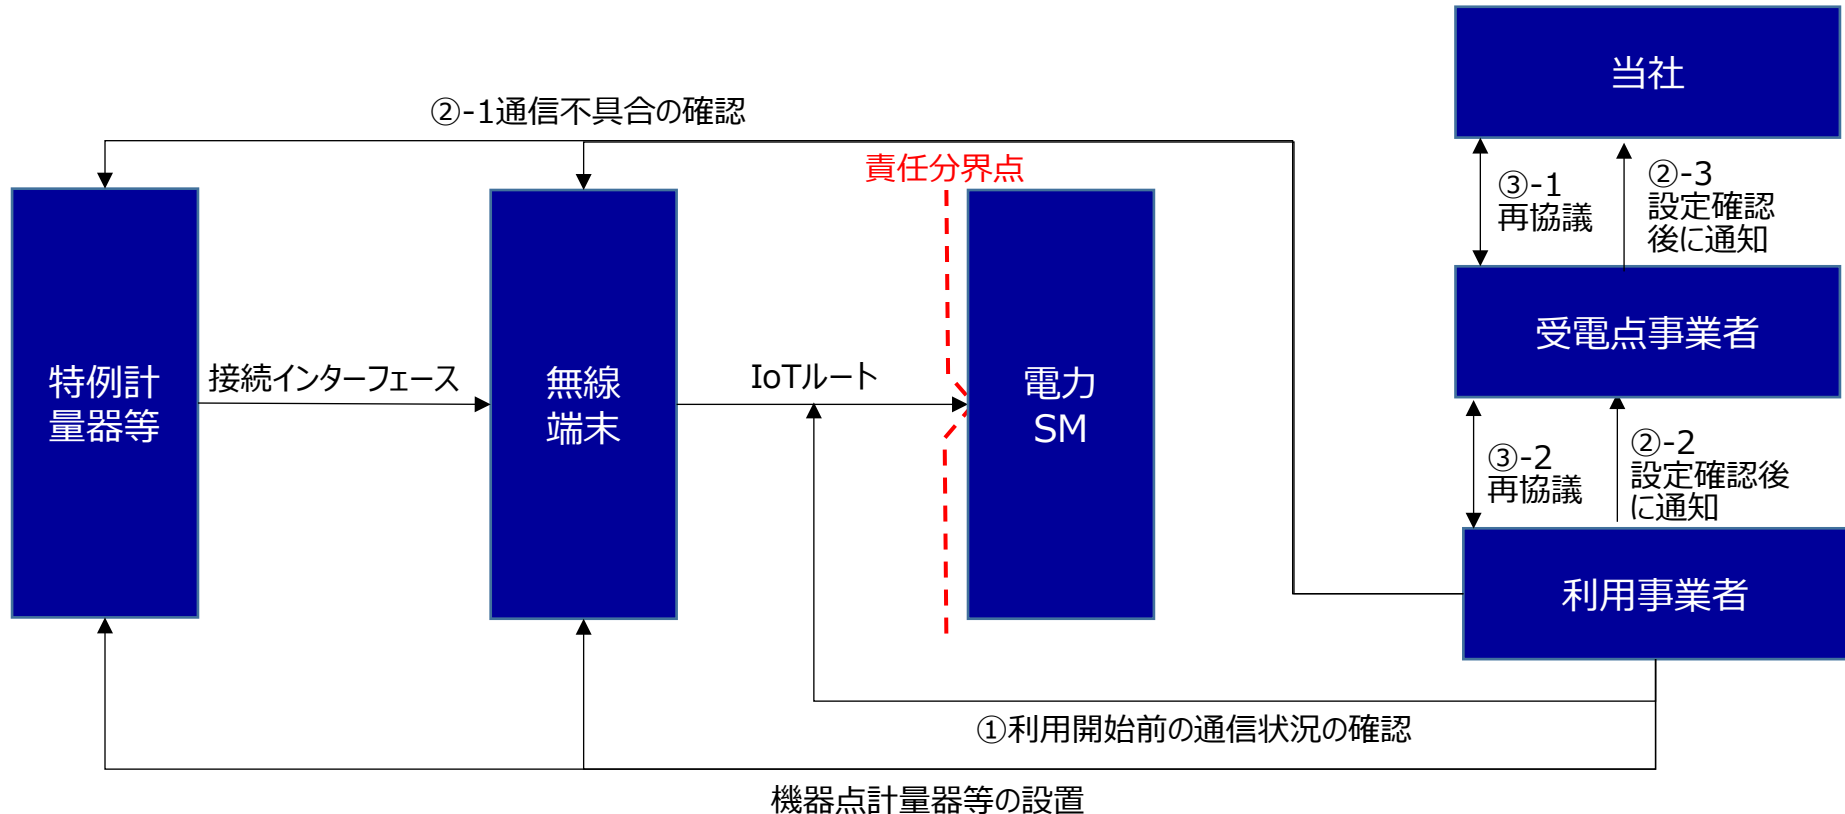 当社
②-1通信不具合の確認
責任分界点
③-1
再協議
②-3
設定確認
後に通知
受電点事業者
特例計
量器等
接続インターフェース
無線
端末
IoTルート
電力
SM
③-2
再協議
②-2
設定確認後
に通知
利用事業者
①利用開始前の通信状況の確認
機器点計量器等の設置